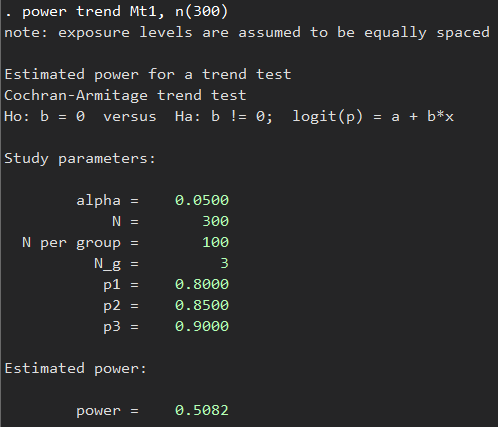 . power trend Mt1, n(300)
note: exposure levels are assumed to be equally spaced
Estimated power for a trend test
Cochran-Armitage trend test
Ho: b = 0  versus  Ha: b != 0;  logit(p) = a + b*x
Study parameters:
alpha =    0.0500
N =       300
N per group =       100
N_g =         3
p1 =    0.8000
p2 =    0.8500
p3 =    0.9000
Estimated power:
power =    0.5082